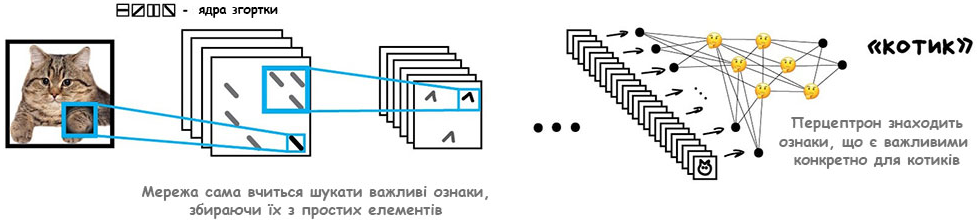 - ядра згортки
«котик»
Мережа сама вчиться шукати важливі ознаки,
збираючи їх з простих елементів
Перцептрон знаходить
ознаки, що є важливими
конкретно для котиків